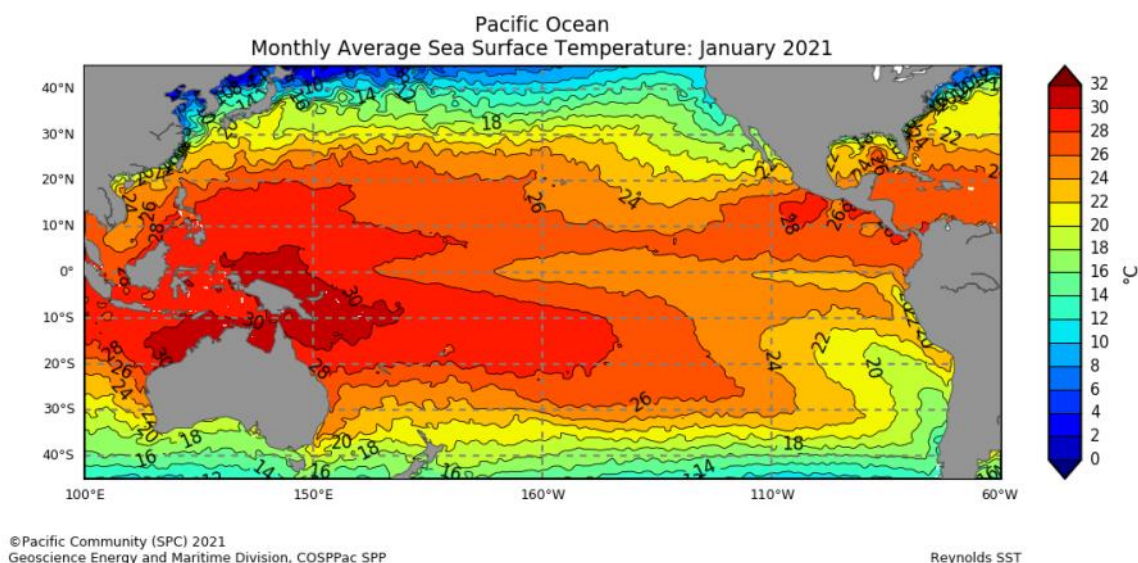 Pacific Ocean
Monthly Average Sea Surface Temperature: January 2021
40°N
30°N
20°N
10°N
0°
10°S
20°S
30°S
40°S
100°E 150°E 160°W 110°W 60°W
32
30
28
26
24
22
20
18
16
14
12
10
8
6
4
2
0
°C
18
26
24
28
30
30
28
26
24
22
20
18
16
14
©Pacific Community (SPC) 2021
Geoscience Energy and Maritime Division, COSPPac SPP
Reynolds SST